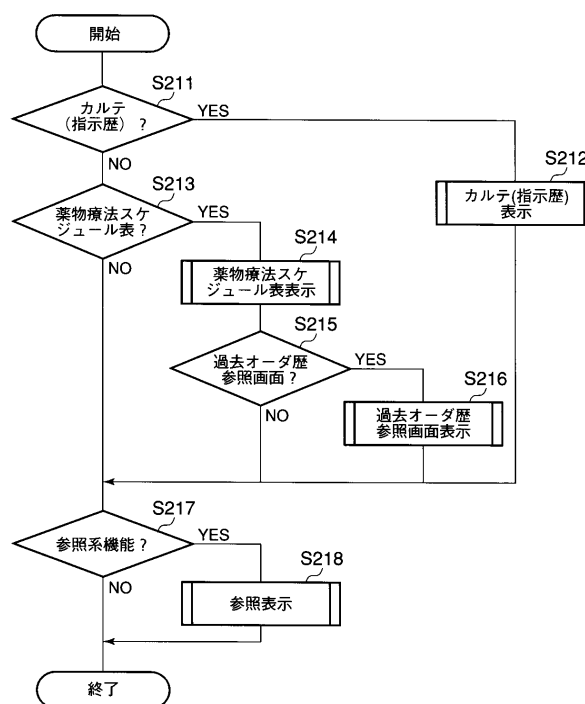 開始
S211
カルテ
(指示歴) ?
YES
NO
S212
カルテ(指示歴)
表示
S213
薬物療法スケ
ジュール表?
YES
NO
S214
薬物療法スケ
ジュール表表示
S215
過去オーダ歴
参照画面?
YES
NO
S216
過去オーダ歴
参照画面表示
S217
参照系機能?
YES
NO
S218
参照表示
終了